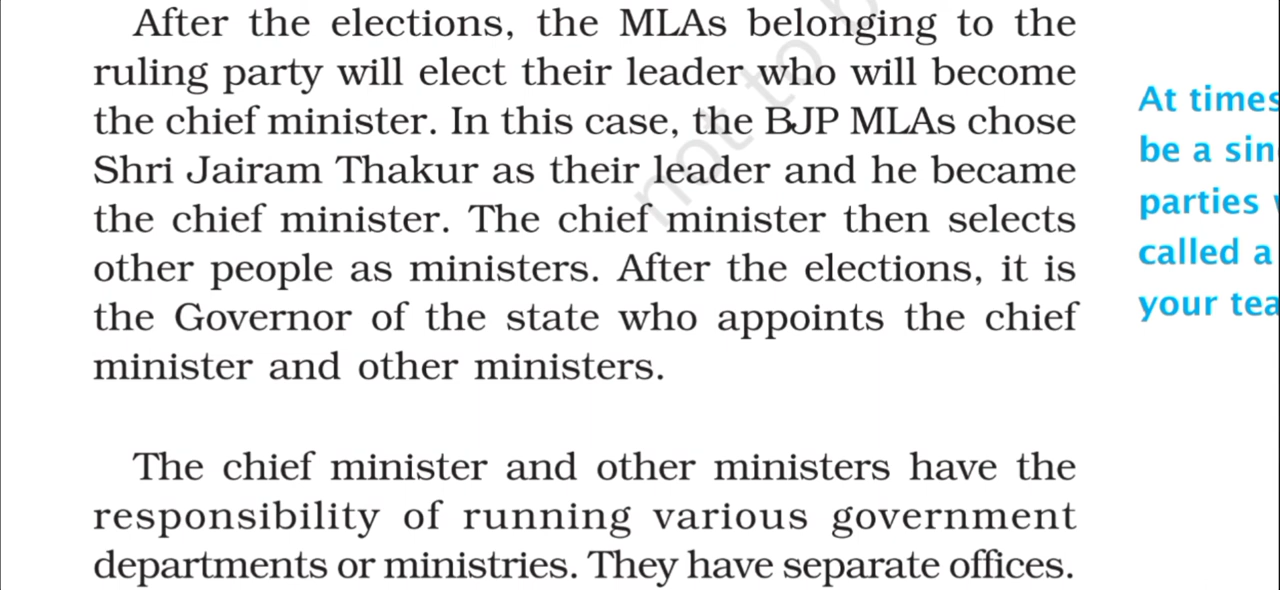 After the elections, the MLAs belonging to the
ruling party will elect their leader who will become
the chief minister. In this case, the BJP MLAs chose
Shri Jairam Thakur as their leader and he became
the chief minister. The chief minister then selects
other people as ministers. After the elections, it is
the Governor of the state who appoints the chief
minister and other ministers.
The chief minister and other ministers have the
responsibility of running various government
departments or ministries. They have separate offices.
At times
be a sin
parties
called a
your tea
not to b